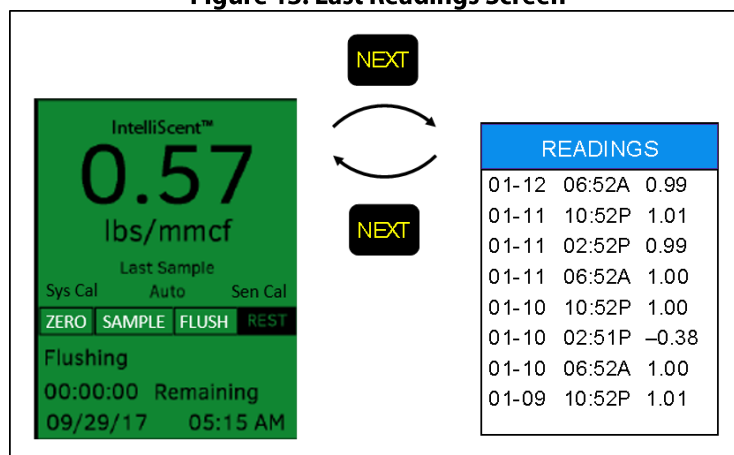 Figure 13. Last Readings Screen
NEXT
IntelliScent™
0.57
lbs/mmcf
Last Sample
Sys Cal Auto Sen Cal
ZERO SAMPLE FLUSH REST
Flushing
00:00:00 Remaining
09/29/17 05:15 AM
NEXT
READINGS
01-12 06:52A 0.99
01-11 10:52P 1.01
01-11 02:52P 0.99
01-11 06:52A 1.00
01-10 10:52P 1.00
01-10 02:51P –0.38
01-10 06:52A 1.00
01-09 10:52P 1.01